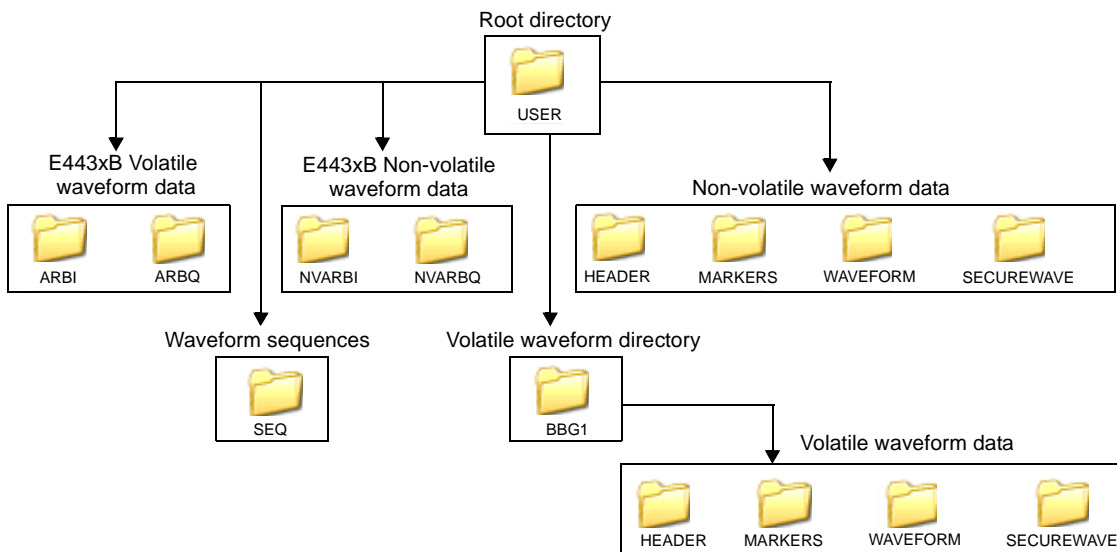 Root directory
USER
E443xB Volatile
waveform data
ARBI
ARBQ
E443xB Non-volatile
waveform data
NVARBI
NVARBQ
Non-volatile waveform data
HEADER
MARKERS
WAVEFORM
SECUREWAVE
Waveform sequences
SEQ
Volatile waveform directory
BBG1
Volatile waveform data
HEADER
MARKERS
WAVEFORM
SECUREWAVE